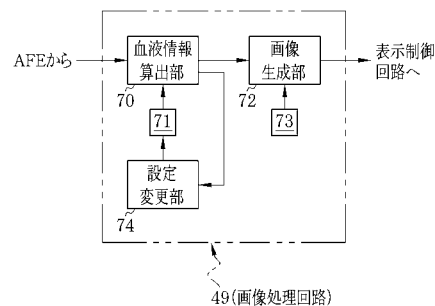 AFEから
血液情報
算出部
70
画像
生成部
72
表示制御
回路へ
71
73
設定
変更部
74
49(画像処理回路)